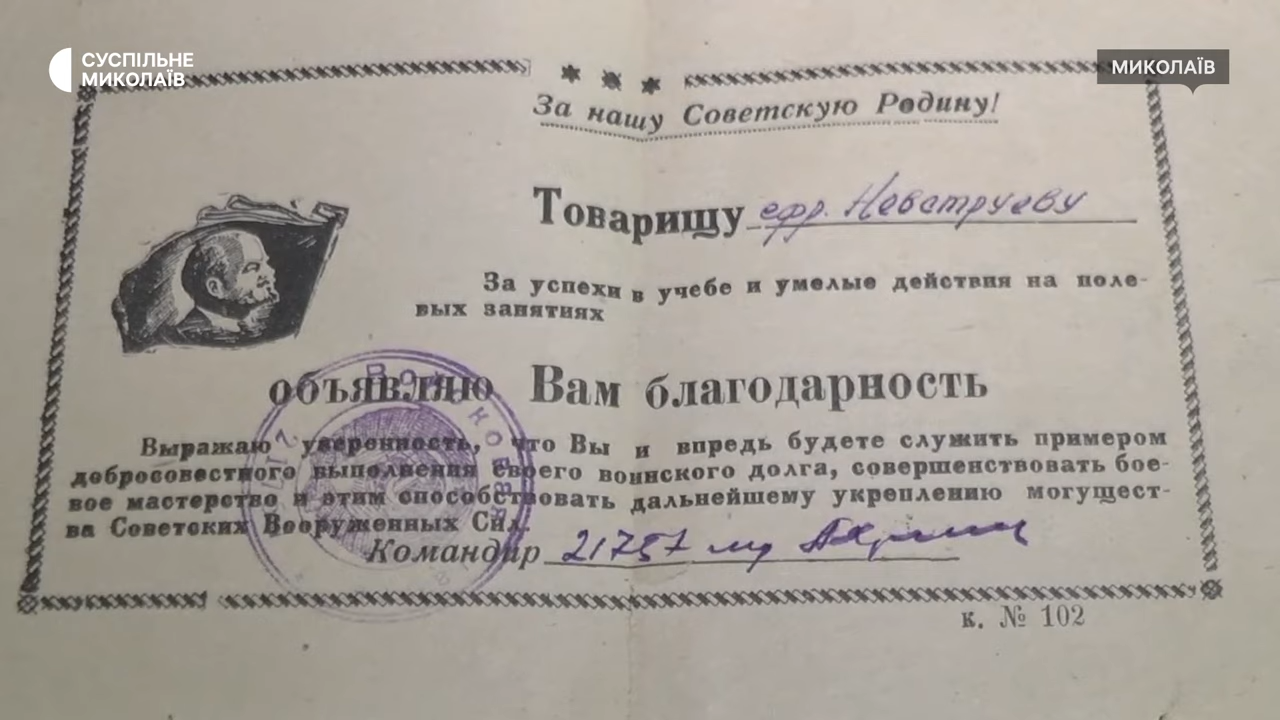 СУСПІЛЬНЕ
МИКОЛАЇВ
МИКОЛАЇВ
За нашу Советскую Родину!
Товарищу ефр. Невструеву
За успехи в учебе и умелые действия на поле-
вых занятиях
объявляю Вам благодарность
Выражаю уверенность, что Вы и впредь будете служить примером
добросовестного выполнения своего воинского долга, совершенствовать бое-
вое мастерство и этим способствовать дальнейшему укреплению могущест-
ва Советских Вооруженных Сил.
Командир 21757
к. № 102